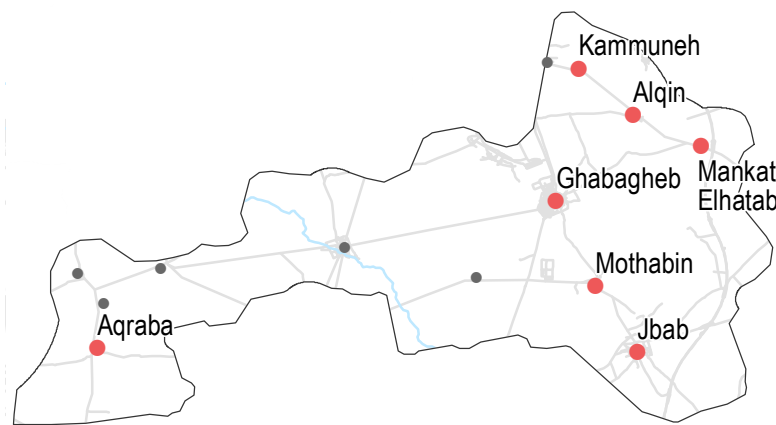 Kammuneh
Alqin
Mankat
Elhatab
Ghabagheb
Mothabin
Jbab
Aqraba